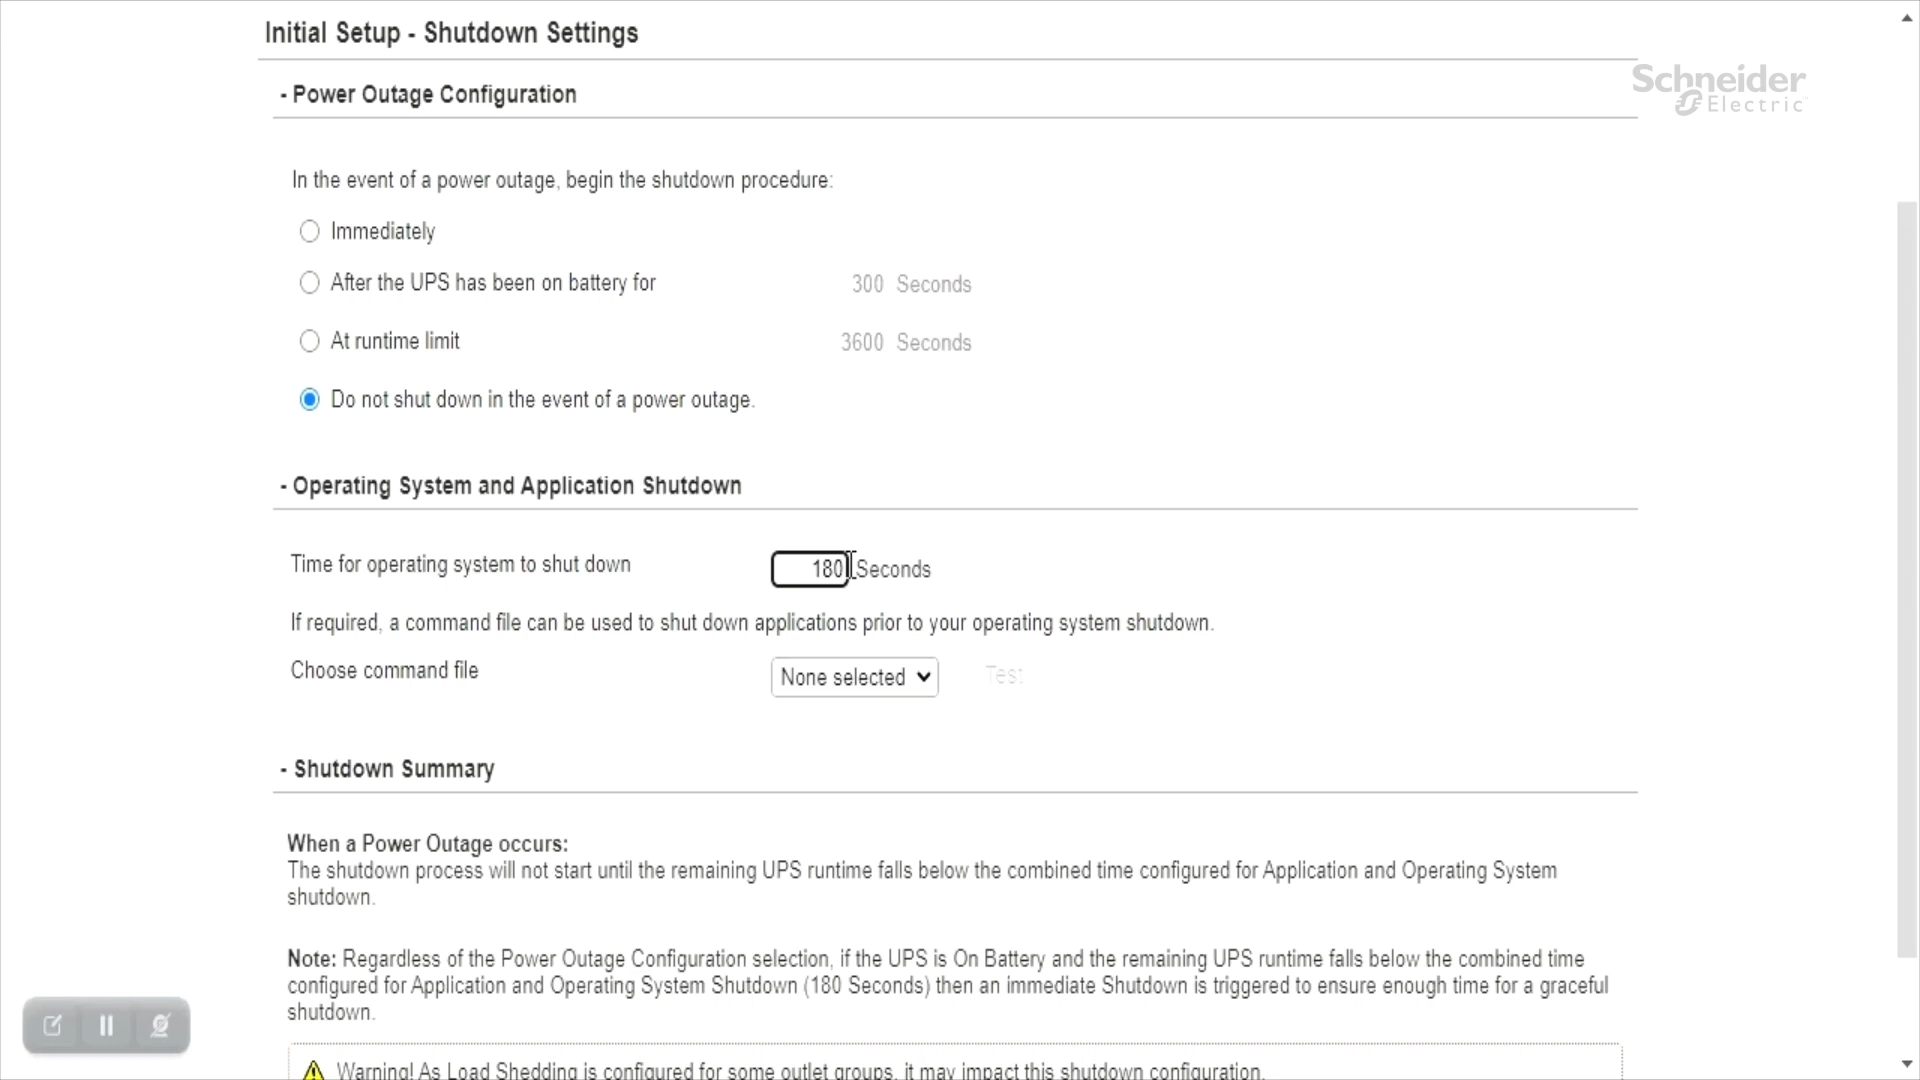 Initial Setup - Shutdown Settings
Schneider
Electric
- Power Outage Configuration
In the event of a power outage, begin the shutdown procedure:
Immediately
After the UPS has been on battery for 300 Seconds
At runtime limit 3600 Seconds
Do not shut down in the event of a power outage.
- Operating System and Application Shutdown
Time for operating system to shut down 180 Seconds
If required, a command file can be used to shut down applications prior to your operating system shutdown.
Choose command file None selected Test
- Shutdown Summary
When a Power Outage occurs:
The shutdown process will not start until the remaining UPS runtime falls below the combined time configured for Application and Operating System
shutdown.
Note: Regardless of the Power Outage Configuration selection, if the UPS is On Battery and the remaining UPS runtime falls below the combined time
configured for Application and Operating System Shutdown (180 Seconds) then an immediate Shutdown is triggered to ensure enough time for a graceful
shutdown.
Warning! As Load Shedding is configured for some outlet groups, it may impact this shutdown configuration.